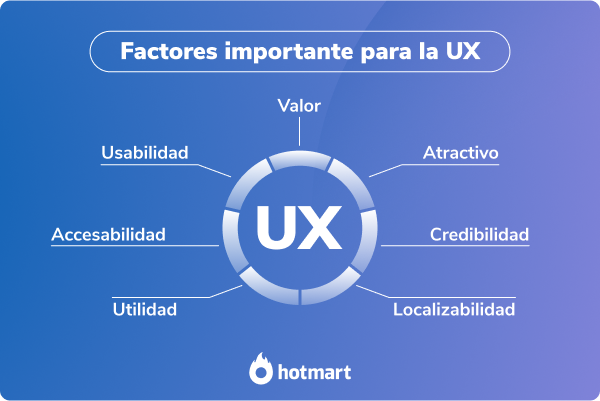 Factores importante para la UX
Valor
Usabilidad
Atractivo
Accesabilidad
UX
Credibilidad
Utilidad
Localizabilidad
hotmart